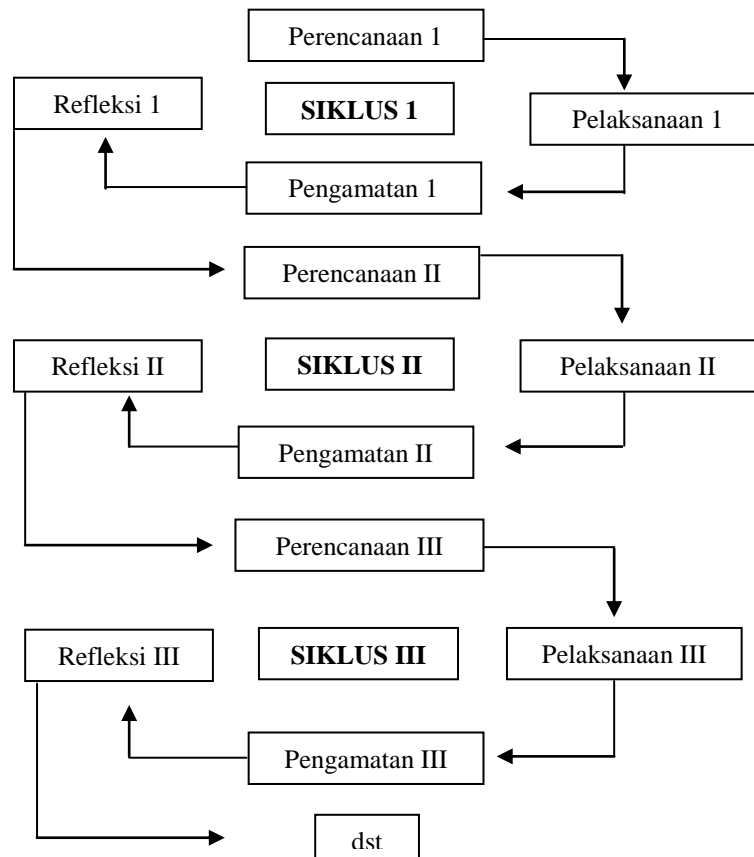 Perencanaan 1
Refleksi 1
SIKLUS 1
Pelaksanaan 1
Pengamatan 1
Perencanaan II
Refleksi II
SIKLUS II
Pelaksanaan II
Pengamatan II
Perencanaan III
Refleksi III
SIKLUS III
Pelaksanaan III
Pengamatan III
dst